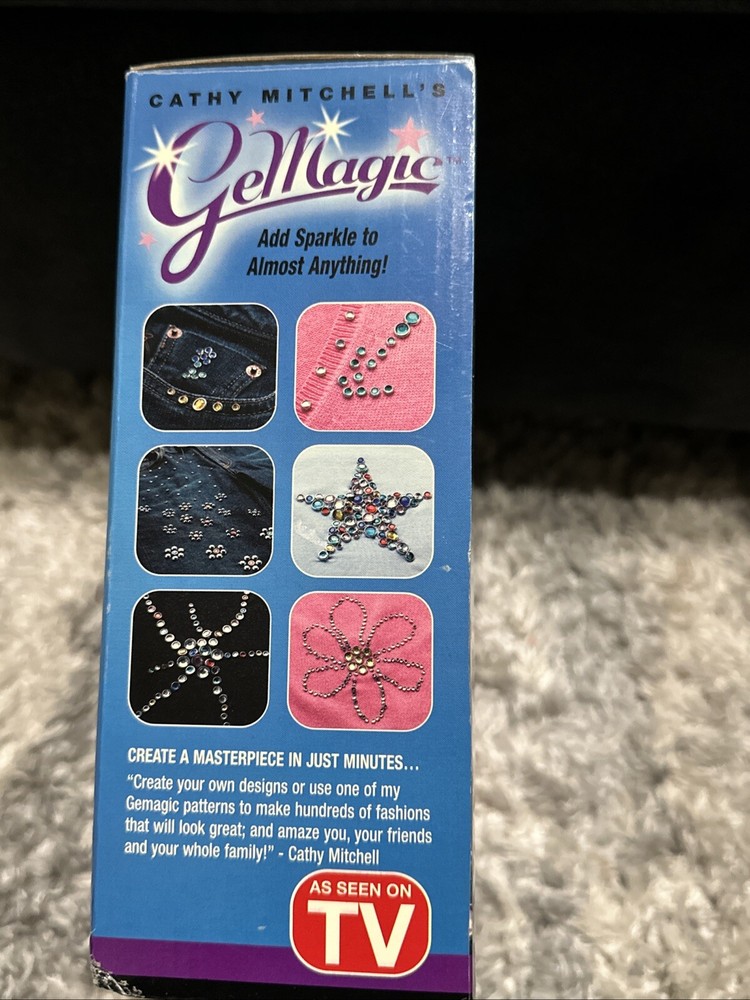 CATHY MITCHELL'S
GeMagic™
Add Sparkle to
Almost Anything!
CREATE A MASTERPIECE IN JUST MINUTES...
"Create your own designs or use one of my
Gemagic patterns to make hundreds of fashions
that will look great; and amaze you, your friends
and your whole family!" - Cathy Mitchell
AS SEEN ON
TV